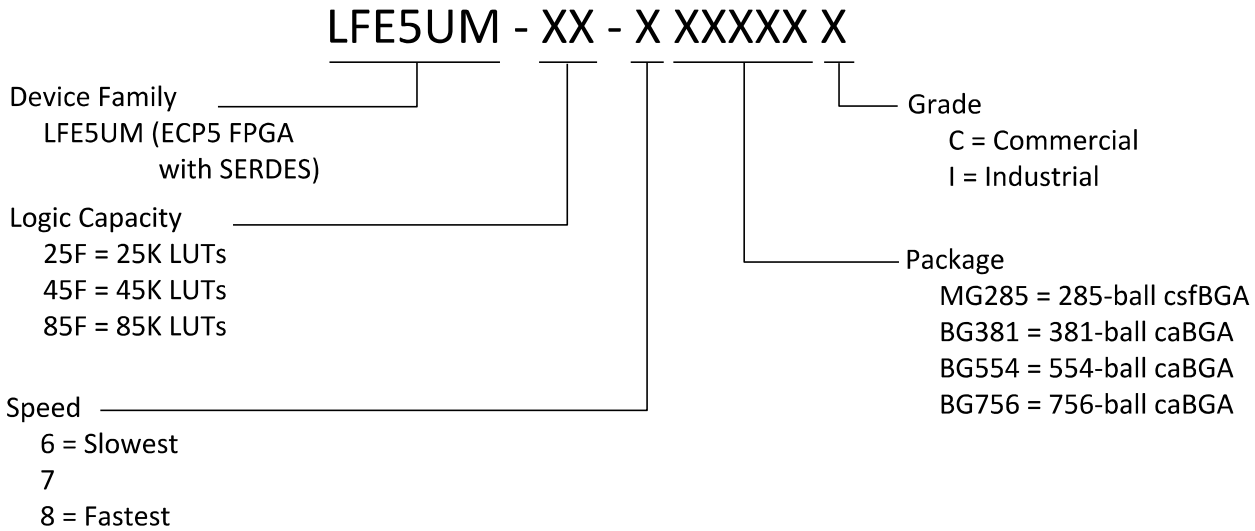 LFE5UM - XX - X XXXXX X
Device Family
LFE5UM (ECP5 FPGA
with SERDES)
Logic Capacity
25F = 25K LUTs
45F = 45K LUTs
85F = 85K LUTs
Speed
6 = Slowest
7
8 = Fastest
Grade
C = Commercial
I = Industrial
Package
MG285 = 285-ball csfBGA
BG381 = 381-ball caBGA
BG554 = 554-ball caBGA
BG756 = 756-ball caBGA